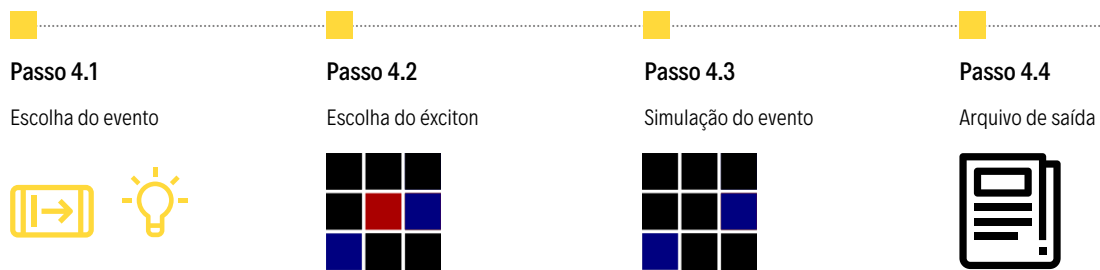 Passo 4.1
Escolha do evento
Passo 4.2
Escolha do éxciton
Passo 4.3
Simulação do evento
Passo 4.4
Arquivo de saída